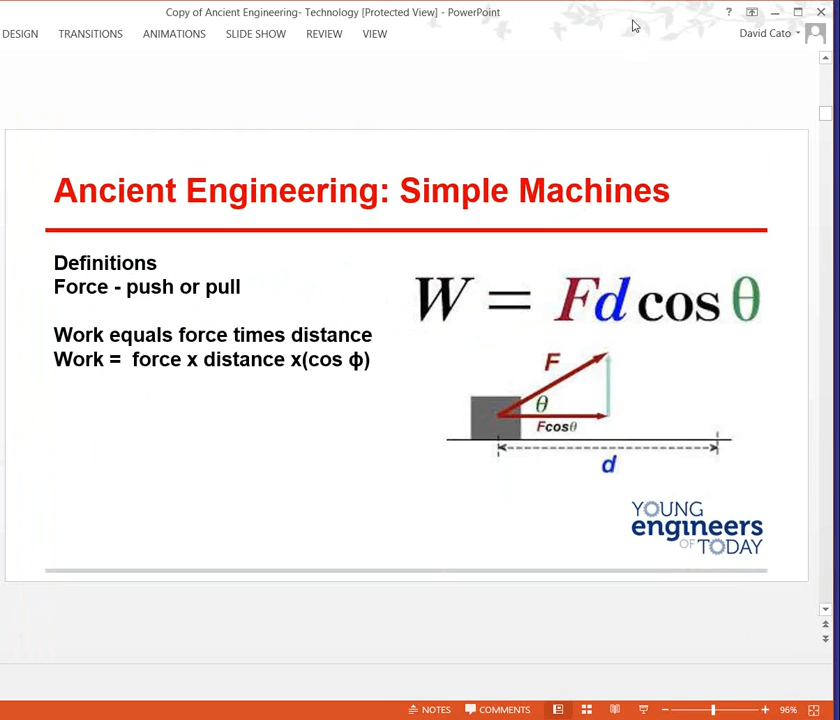 Copy of Ancient Engineering- Technology [Protected View] - PowerPoint
?
DESIGN TRANSITIONS ANIMATIONS SLIDE SHOW REVIEW VIEW
David Cato
Ancient Engineering: Simple Machines
Definitions
Force - push or pull
Work equals force times distance
Work = force x distance x(cos ϕ)
W = Fd cos θ
F
θ
Fcosθ
d
YOUNG
engineers
OF TODAY
NOTES COMMENTS 96%